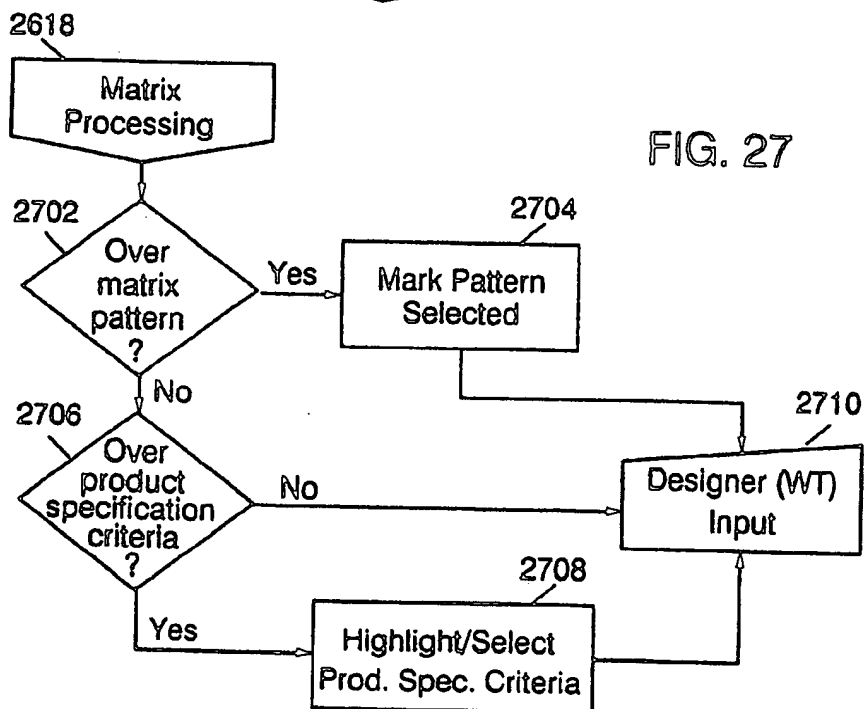 2618
Matrix
Processing
FIG. 27
2702
Over
matrix
pattern
?
Yes
2704
Mark Pattern
Selected
No
2706
Over
product
specification
criteria
?
No
2710
Designer (WT)
Input
Yes
2708
Highlight/Select
Prod. Spec. Criteria